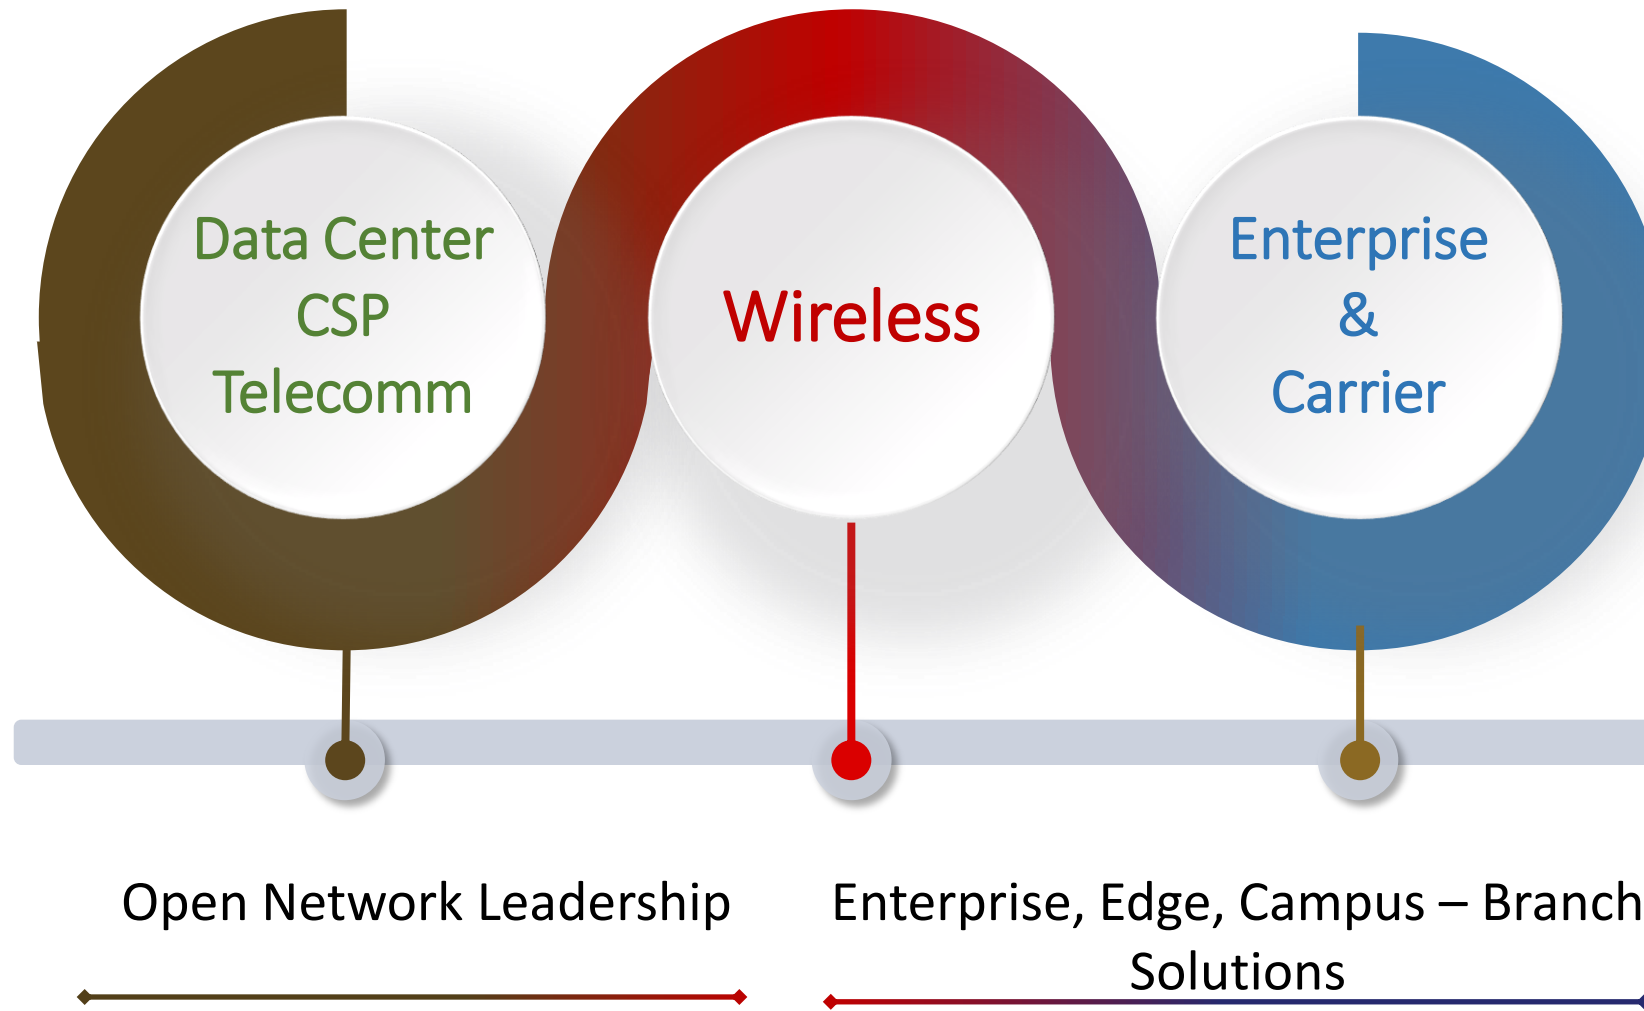 Data Center
CSP
Telecomm
Wireless
Enterprise
&
Carrier
Open Network Leadership
Enterprise, Edge, Campus – Branch
Solutions